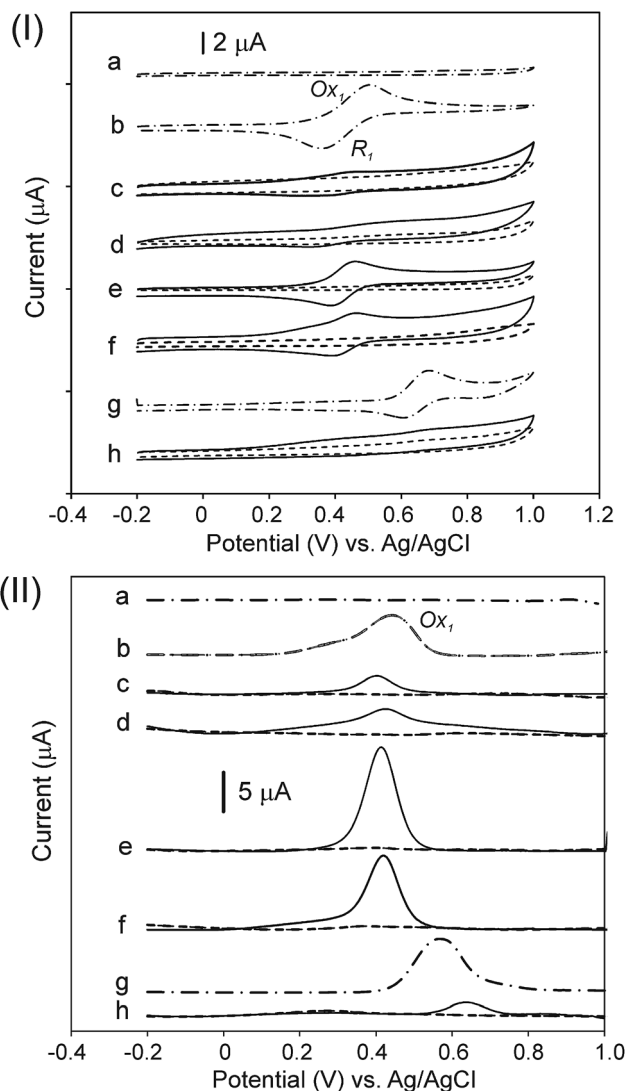 (I)
2 μA
a
Ox₁
b
R₁
c
d
e
f
g
h
Current (μA)
-0.4 -0.2 0 0.2 0.4 0.6 0.8 1.0 1.2
Potential (V) vs. Ag/AgCl
(II)
a
Ox₁
b
c
d
5 μA
e
f
g
h
Current (μA)
-0.4 -0.2 0 0.2 0.4 0.6 0.8 1.0
Potential (V) vs. Ag/AgCl